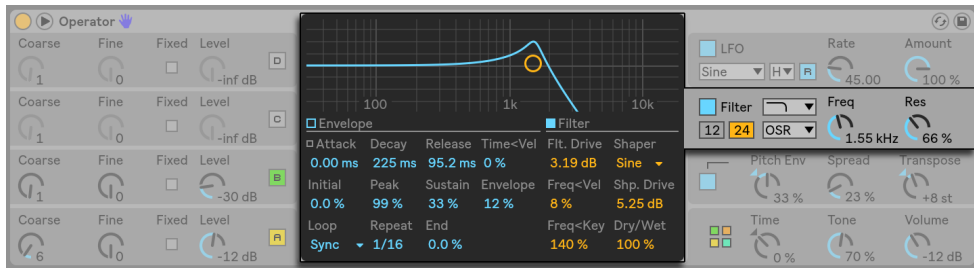 Operator
Coarse Fine Fixed Level
1 0 -inf dB D
Coarse Fine Fixed Level
1 0 -inf dB C
Coarse Fine Fixed Level
1 0 -30 dB B
Coarse Fine Fixed Level
6 0 -12 dB A
100 1k 10k
Envelope Filter
Attack Decay Release Time<Vel Flt. Drive Shaper
0.00 ms 225 ms 95.2 ms 0 % 3.19 dB Sine
Initial Peak Sustain Envelope Freq<Vel Shp. Drive
0.0 % 99 % 33 % 12 % 8 % 5.25 dB
Loop Repeat End Freq<Key Dry/Wet
Sync 1/16 0.0 % 140 % 100 %
LFO Rate Amount
Sine H R 45.00 100 %
Filter Freq Res
12 24 OSR 1.55 kHz 66 %
Pitch Env Spread Transpose
33 % 23 % +8 st
Time Tone Volume
0 % 70 % -12 dB